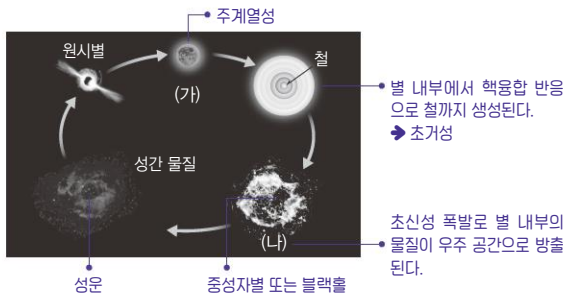 주계열성
원시별
철
(가)
별 내부에서 핵융합 반응
으로 철까지 생성된다.
➔ 초거성
성간 물질
(나)
초신성 폭발로 별 내부의
물질이 우주 공간으로 방출
된다.
성운
중성자별 또는 블랙홀